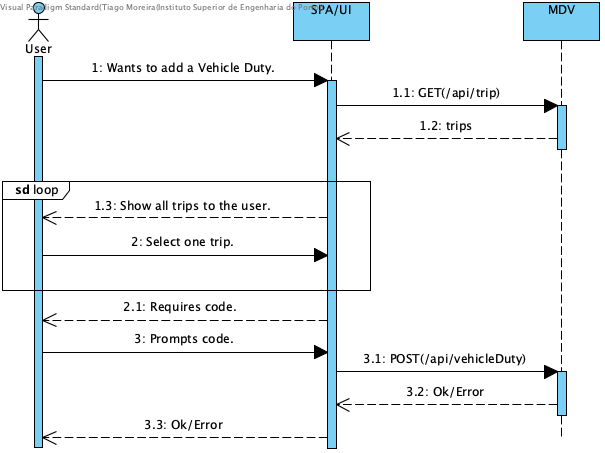 Visual Paradigm Standard(Tiago Moreira(Instituto Superior de Engenharia do Porto
SPA/UI
MDV
User
1: Wants to add a Vehicle Duty.
1.1: GET(/api/trip)
1.2: trips
sd loop
1.3: Show all trips to the user.
2: Select one trip.
2.1: Requires code.
3: Prompts code.
3.1: POST(/api/vehicleDuty)
3.2: Ok/Error
3.3: Ok/Error